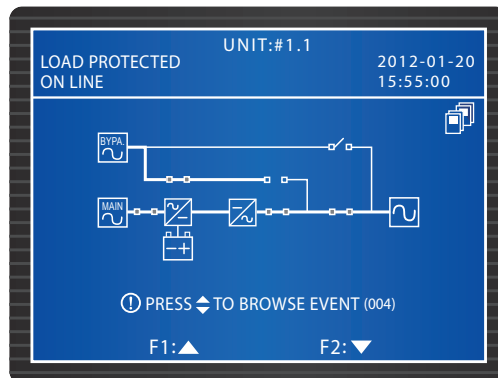 UNIT:#1.1
LOAD PROTECTED
ON LINE
2012-01-20
15:55:00
BYPA.
MAIN
PRESS TO BROWSE EVENT (004)
F1:
F2: